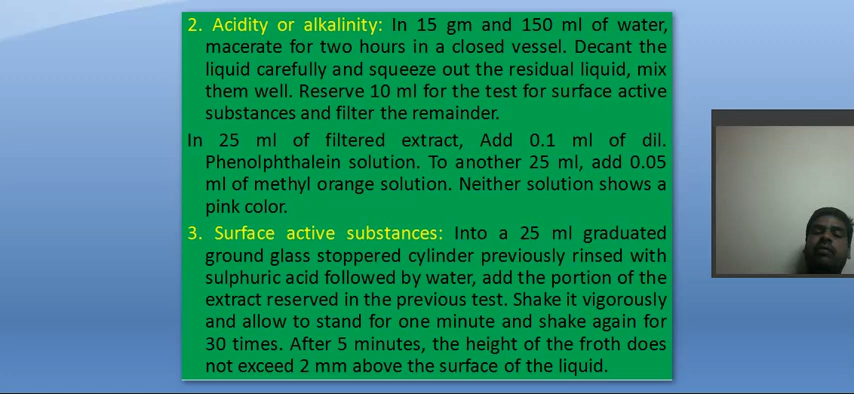 2. Acidity or alkalinity: In 15 gm and 150 ml of water,
macerate for two hours in a closed vessel. Decant the
liquid carefully and squeeze out the residual liquid, mix
them well. Reserve 10 ml for the test for surface active
substances and filter the remainder.
In 25 ml of filtered extract, Add 0.1 ml of dil.
Phenolphthalein solution. To another 25 ml, add 0.05
ml of methyl orange solution. Neither solution shows a
pink color.
3. Surface active substances: Into a 25 ml graduated
ground glass stoppered cylinder previously rinsed with
sulphuric acid followed by water, add the portion of the
extract reserved in the previous test. Shake it vigorously
and allow to stand for one minute and shake again for
30 times. After 5 minutes, the height of the froth does
not exceed 2 mm above the surface of the liquid.